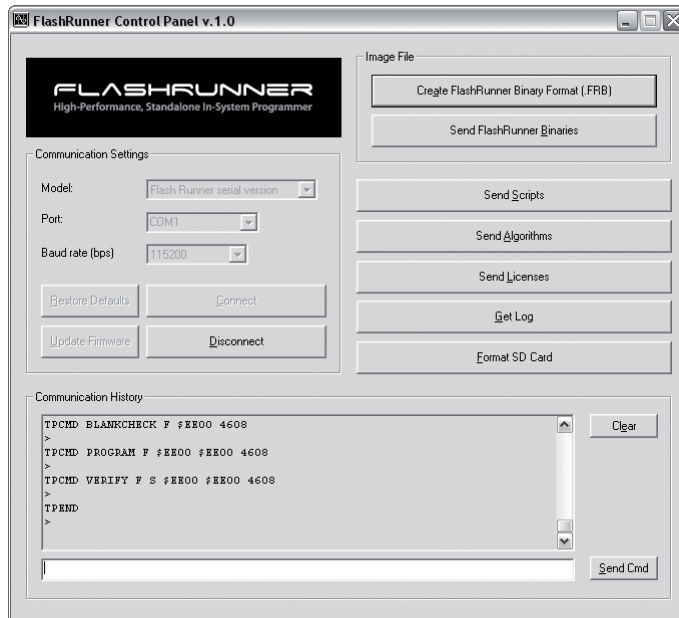 FlashRunner Control Panel v.1.0
FLASHRUNNER
High-Performance, Standalone In-System Programmer
Communication Settings
Model:
Flash Runner serial version
Port:
COM1
Baud rate (bps)
115200
Restore Defaults
Connect
Update Firmware
Disconnect
Image File
Create FlashRunner Binary Format (.FRB)
Send FlashRunner Binaries
Send Scripts
Send Algorithms
Send Licenses
Get Log
Format SD Card
Communication History
TPCMD BLANKCHECK F $EE00 4608
>
TPCMD PROGRAM F $EE00 $EE00 4608
>
TPCMD VERIFY F S $EE00 $EE00 4608
>
TPEND
>
Clear
Send Cmd